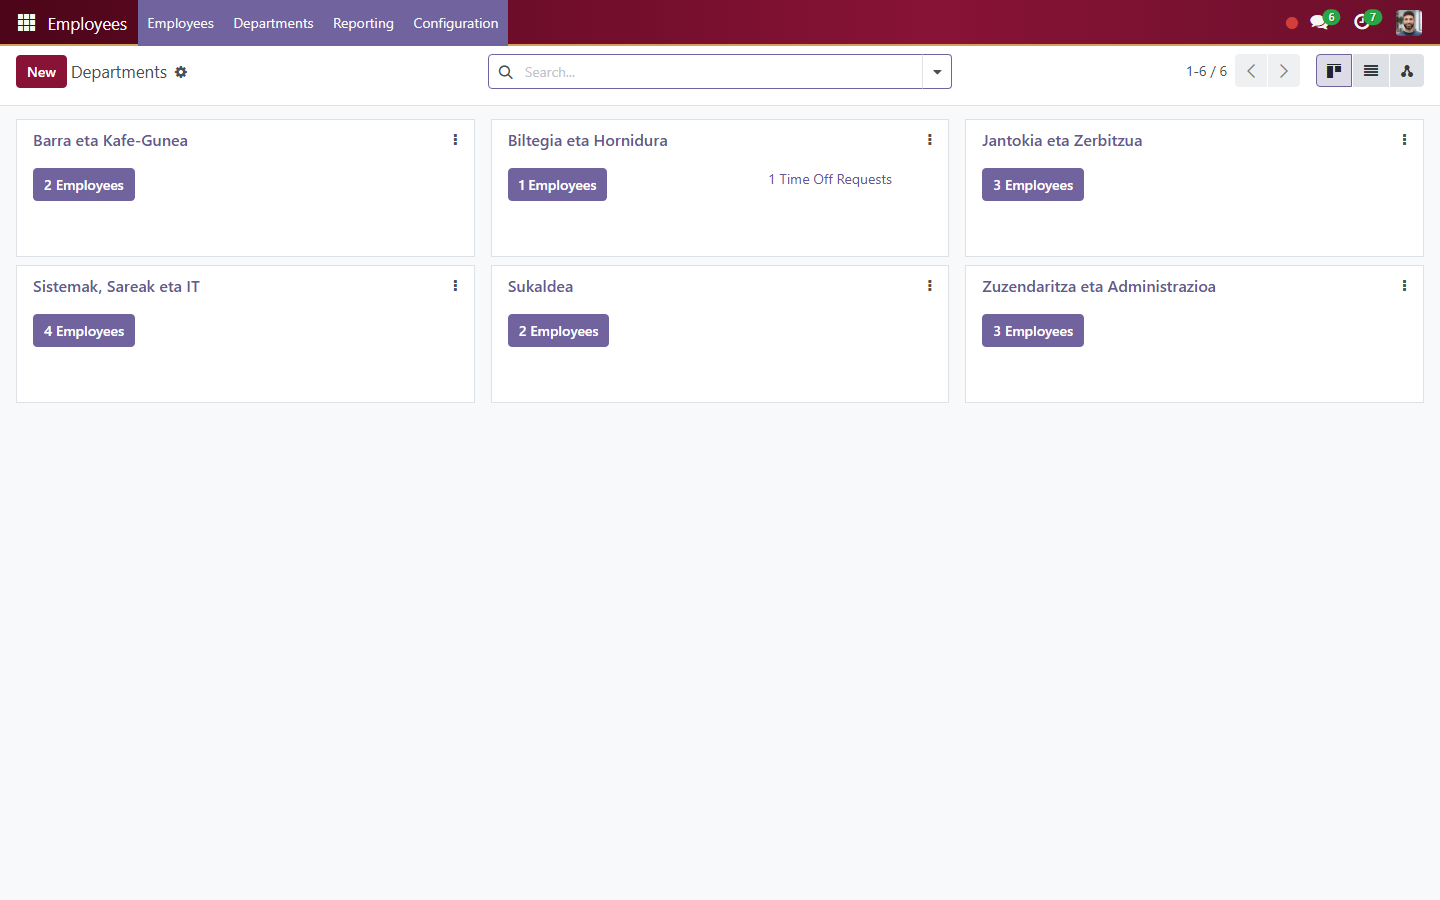 Employees Employees Departments Reporting Configuration 6 7
New Departments Search... 1-6 / 6
Barra eta Kafe-Gunea
2 Employees
Biltegia eta Hornidura
1 Employees 1 Time Off Requests
Jantokia eta Zerbitzua
3 Employees
Sistemak, Sareak eta IT
4 Employees
Sukaldea
2 Employees
Zuzendaritza eta Administrazioa
3 Employees